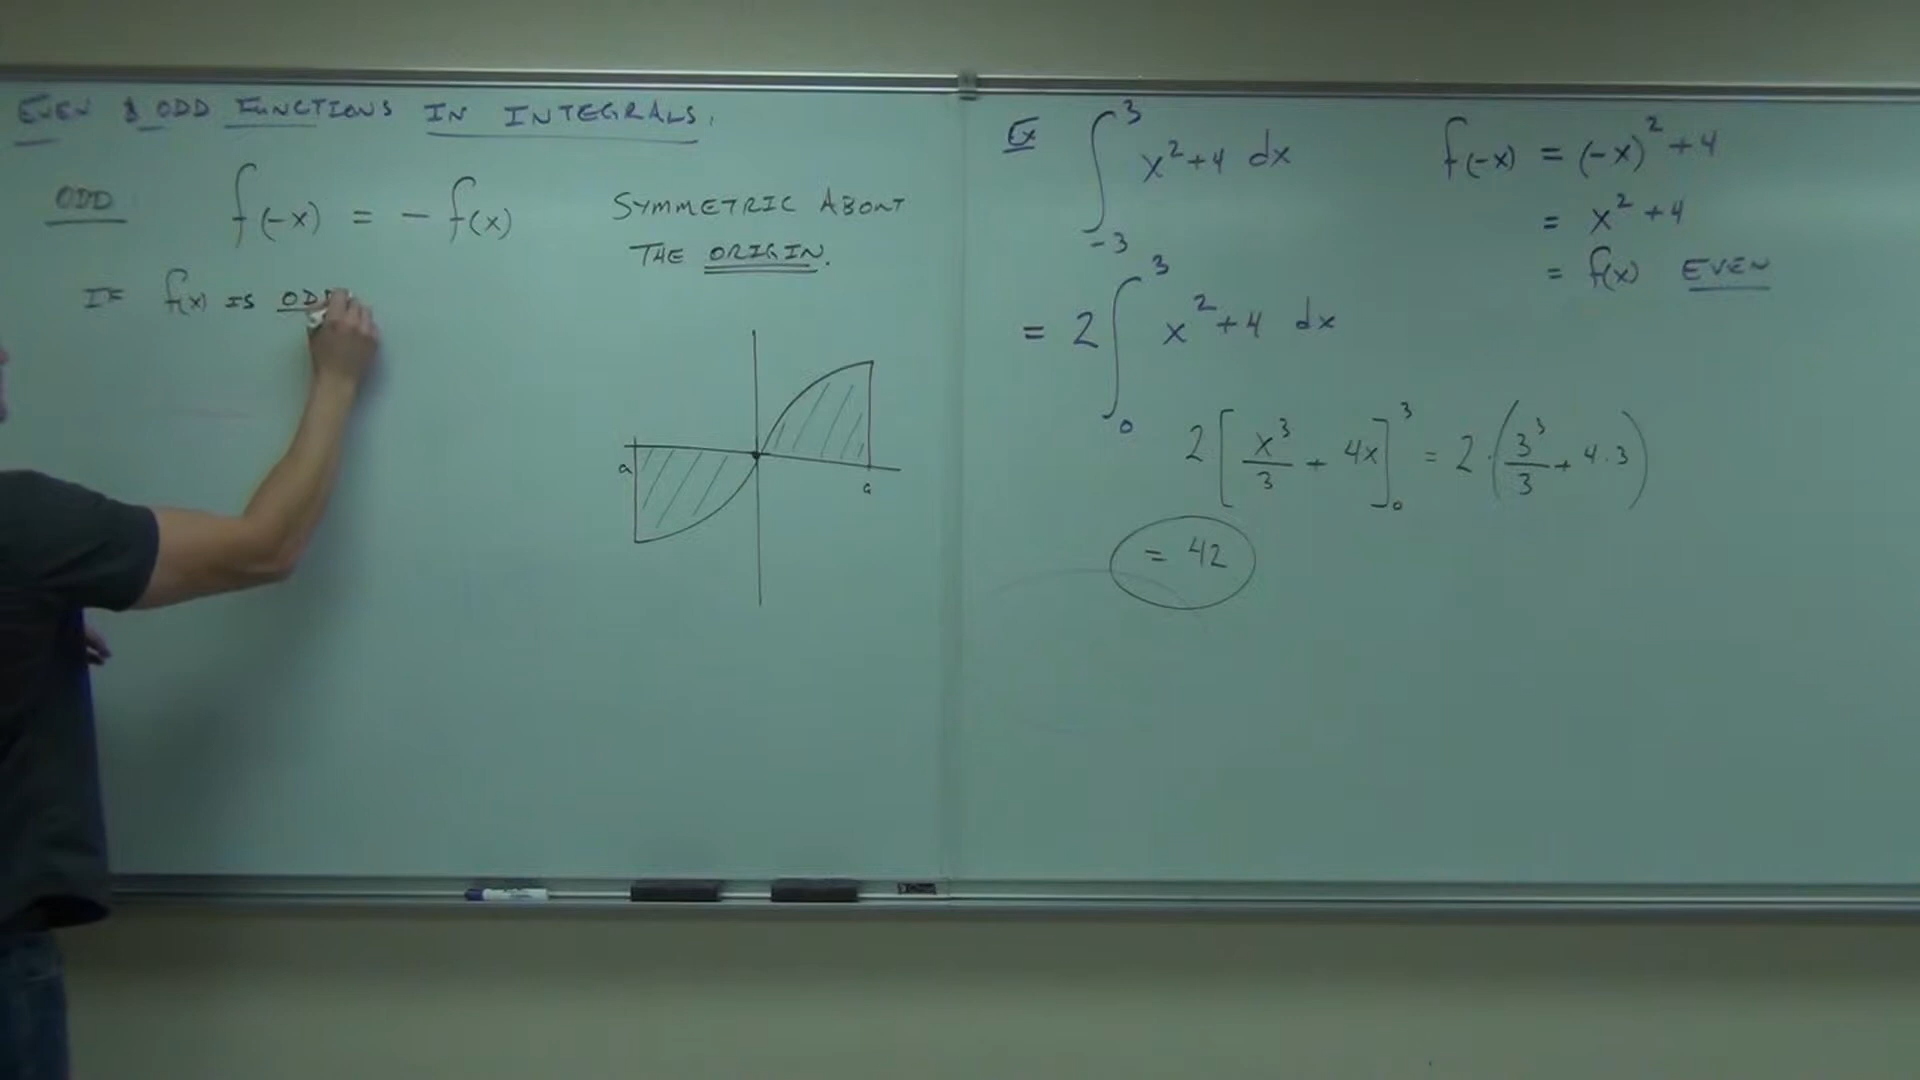 EVEN & ODD FUNCTIONS IN INTEGRALS.
ODD f(-x) = - f(x)
SYMMETRIC ABOUT
THE ORIGIN.
IF f(x) IS ODD
a
a
Ex ∫_{-3}^{3} x² + 4 dx
= 2 ∫_{0}^{3} x² + 4 dx
2 [ x³/3 + 4x ]_{0}^{3} = 2 · ( 3³/3 + 4 · 3 )
= 42
f(-x) = (-x)² + 4
= x² + 4
= f(x) EVEN